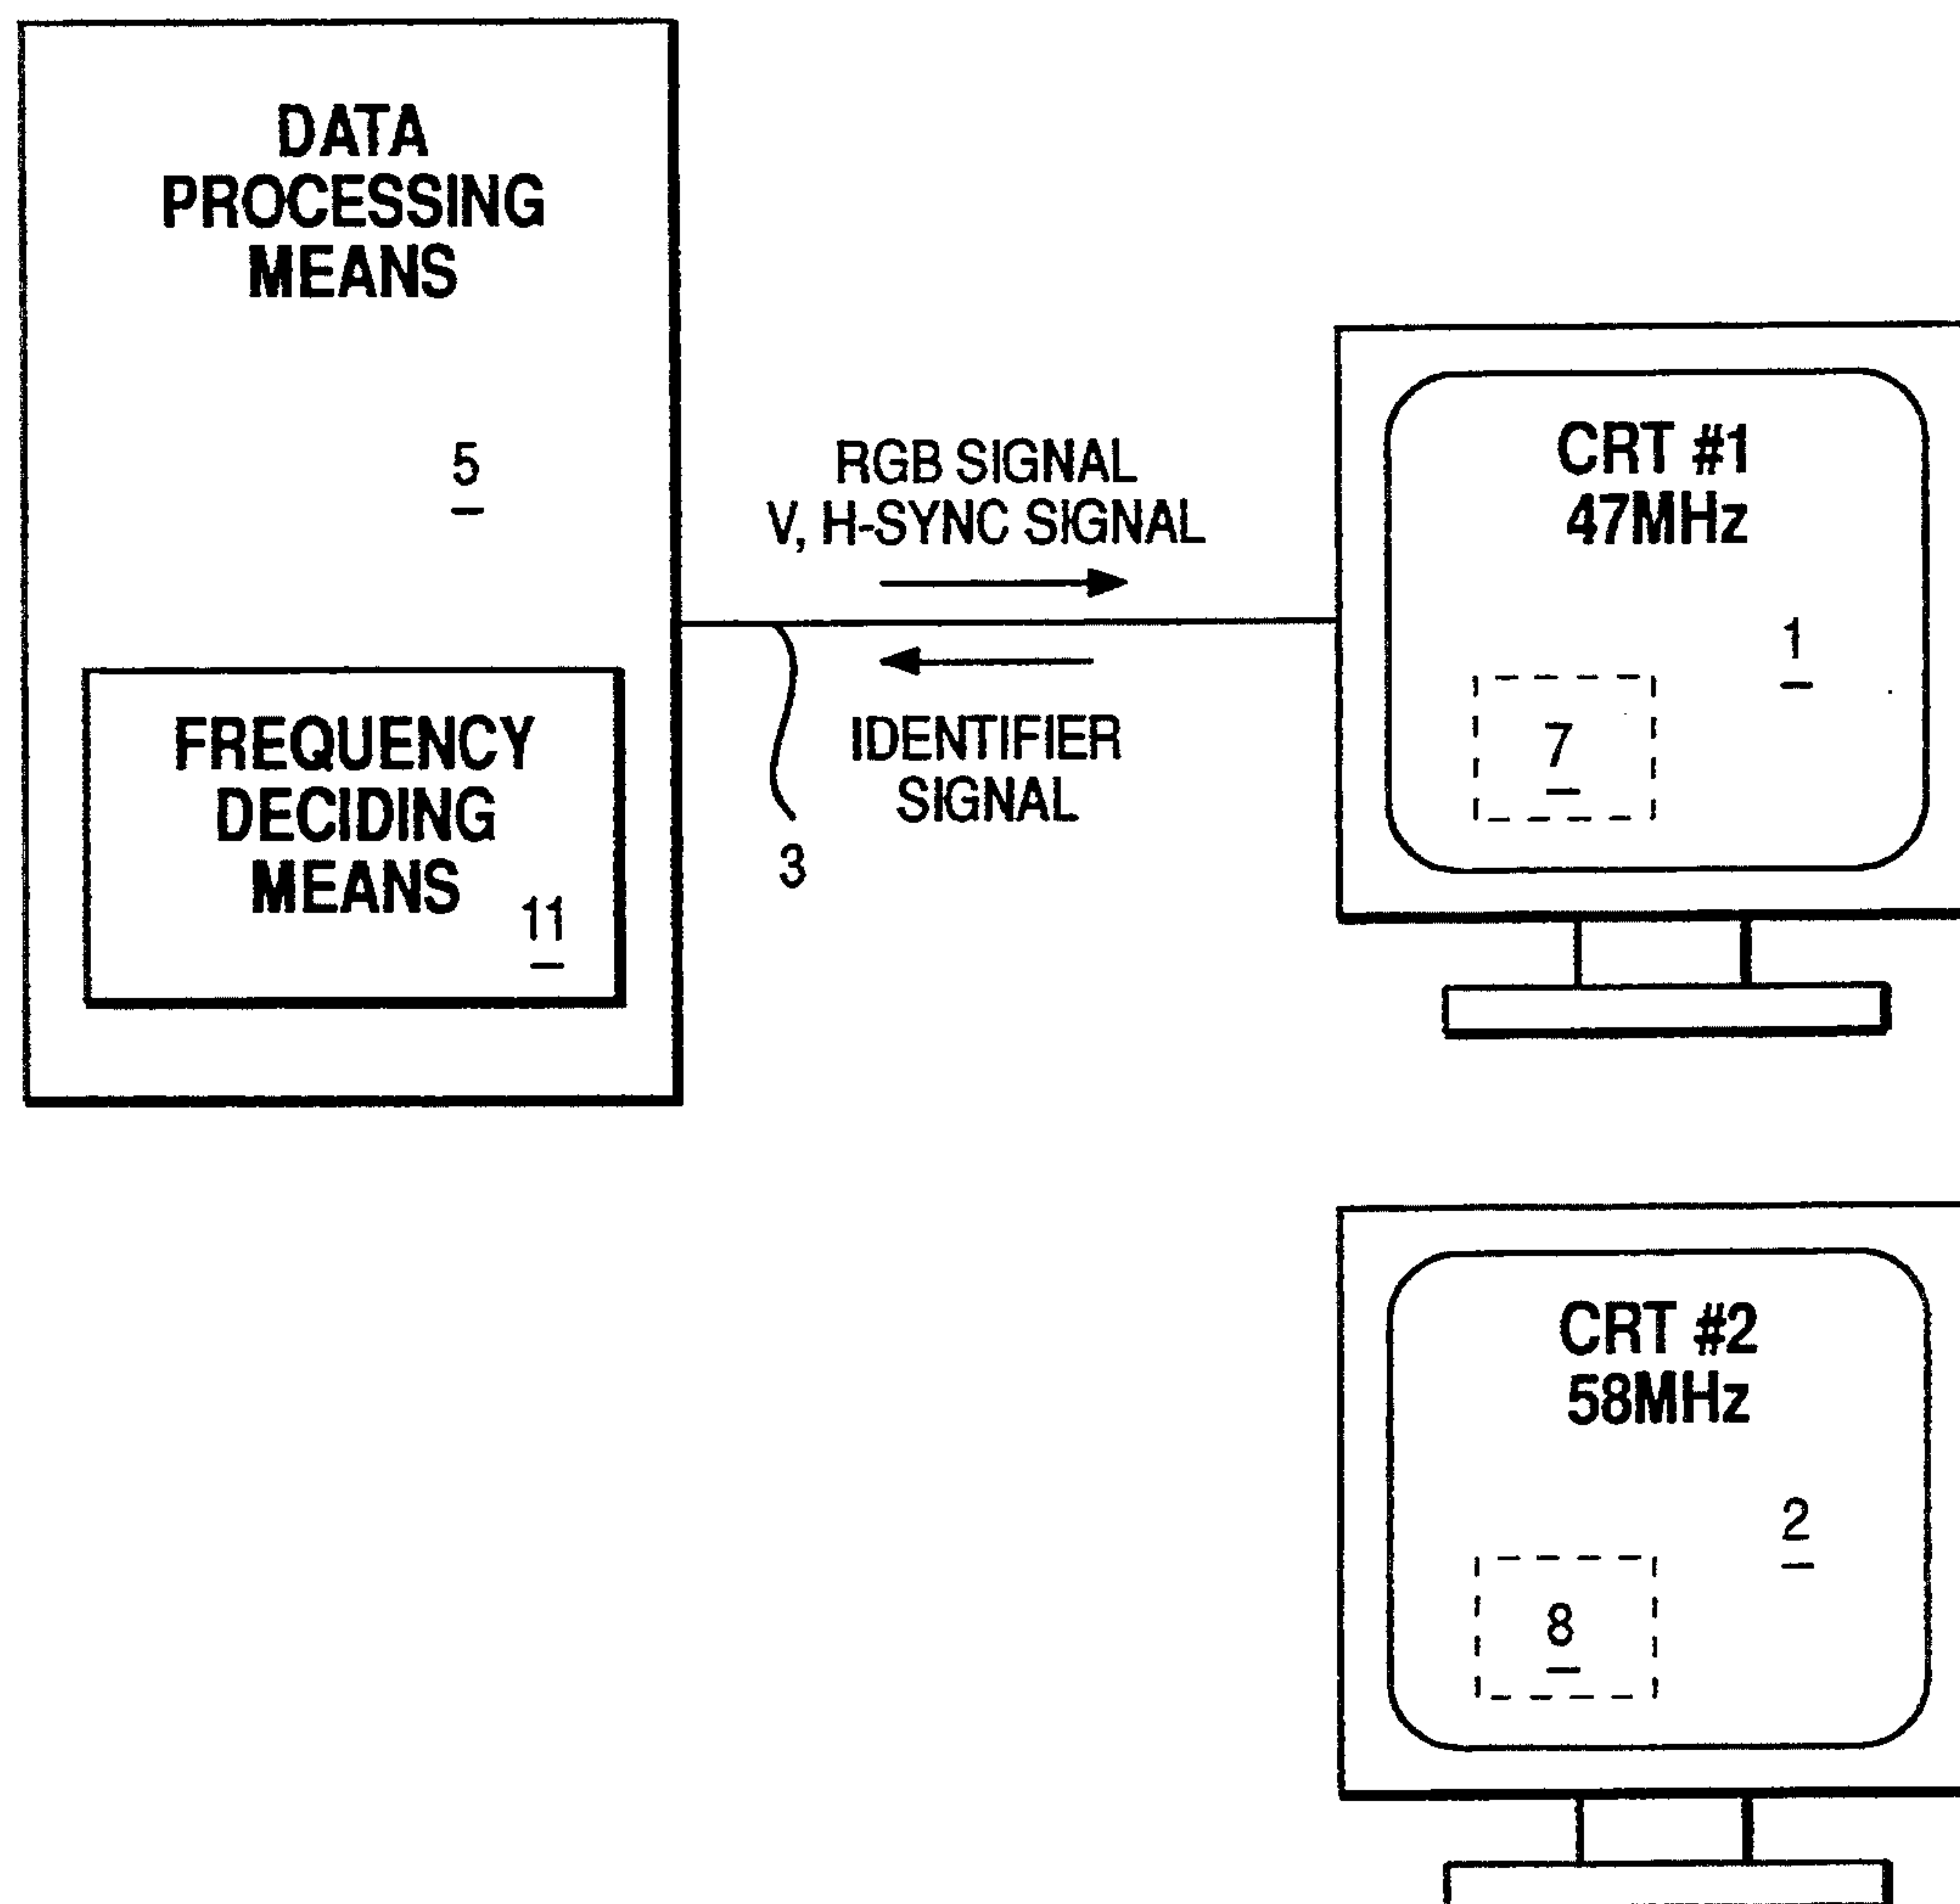 DATA
PROCESSING
MEANS
5
FREQUENCY
DECIDING
MEANS
11
RGB SIGNAL
V, H-SYNC SIGNAL
IDENTIFIER
SIGNAL
3
CRT #1
47MHz
1
7
CRT #2
58MHz
2
8